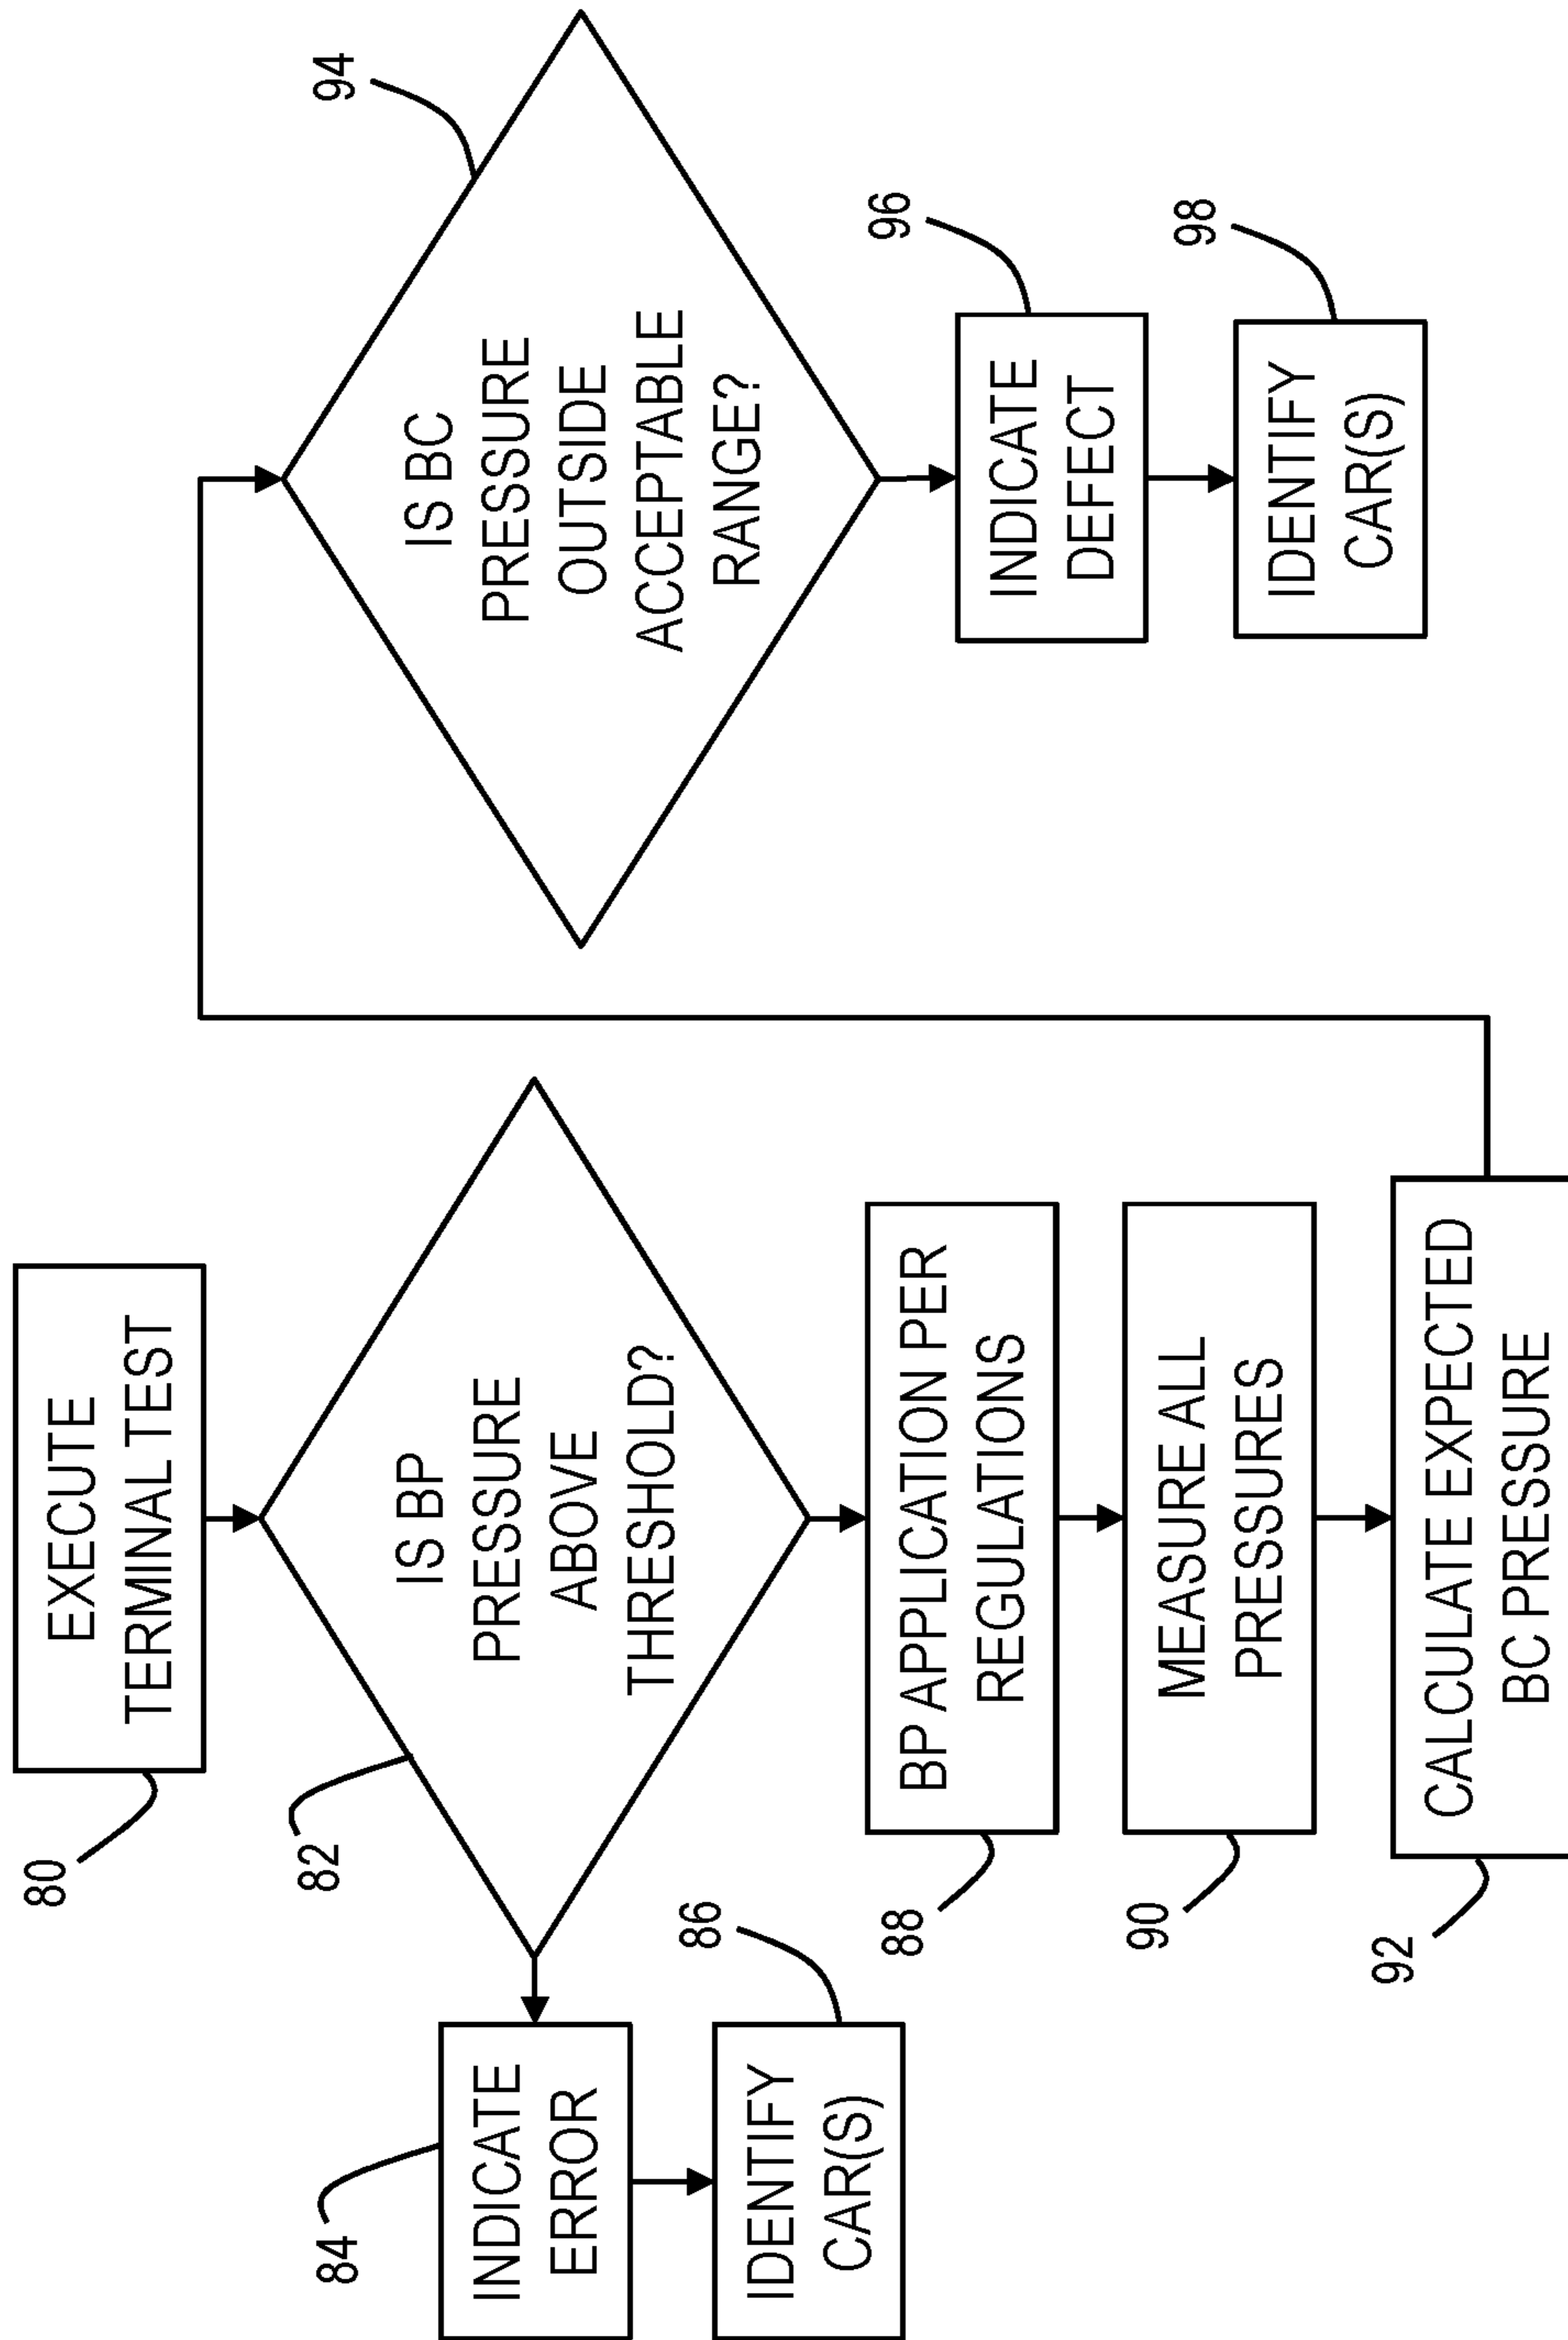 80
EXECUTE
TERMINAL TEST
82
IS BP
PRESSURE
ABOVE
THRESHOLD?
84
INDICATE
ERROR
86
IDENTIFY
CAR(S)
88
BP APPLICATION PER
REGULATIONS
90
MEASURE ALL
PRESSURES
92
CALCULATE EXPECTED
BC PRESSURE
94
IS BC
PRESSURE
OUTSIDE
ACCEPTABLE
RANGE?
96
INDICATE
DEFECT
98
IDENTIFY
CAR(S)